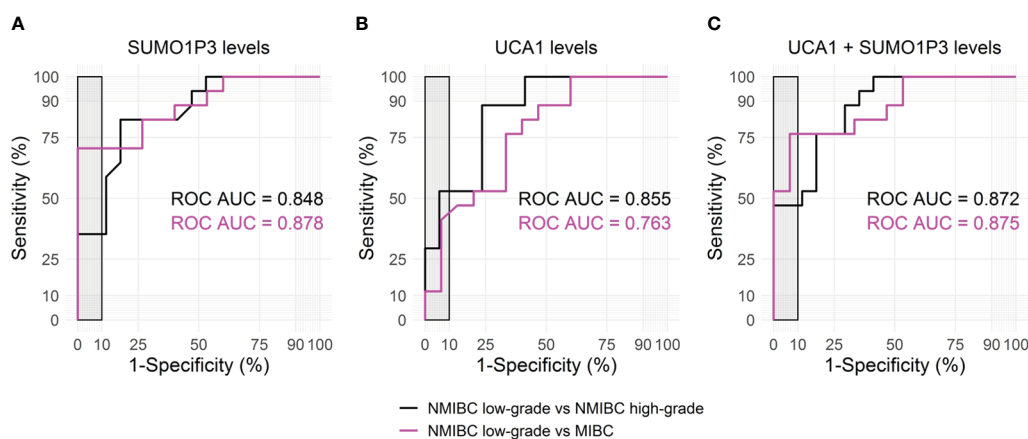 A
SUMO1P3 levels
Sensitivity (%)
100
90
75
50
25
10
0
ROC AUC = 0.848
ROC AUC = 0.878
0 10 25 50 75 90 100
1-Specificity (%)
B
UCA1 levels
Sensitivity (%)
100
90
75
50
25
10
0
ROC AUC = 0.855
ROC AUC = 0.763
0 10 25 50 75 90 100
1-Specificity (%)
C
UCA1 + SUMO1P3 levels
Sensitivity (%)
100
90
75
50
25
10
0
ROC AUC = 0.872
ROC AUC = 0.875
0 10 25 50 75 90 100
1-Specificity (%)
NMIBC low-grade vs NMIBC high-grade
NMIBC low-grade vs MIBC